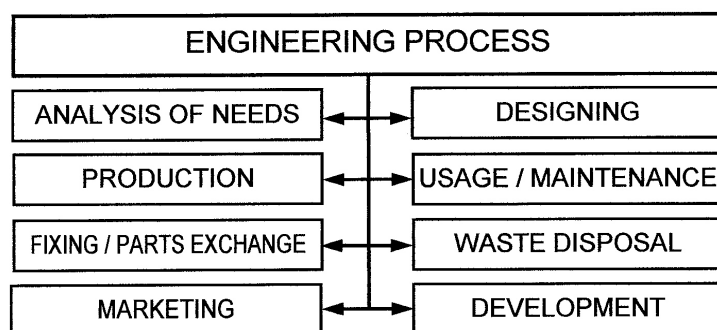 ENGINEERING PROCESS
ANALYSIS OF NEEDS
DESIGNING
PRODUCTION
USAGE / MAINTENANCE
FIXING / PARTS EXCHANGE
WASTE DISPOSAL
MARKETING
DEVELOPMENT